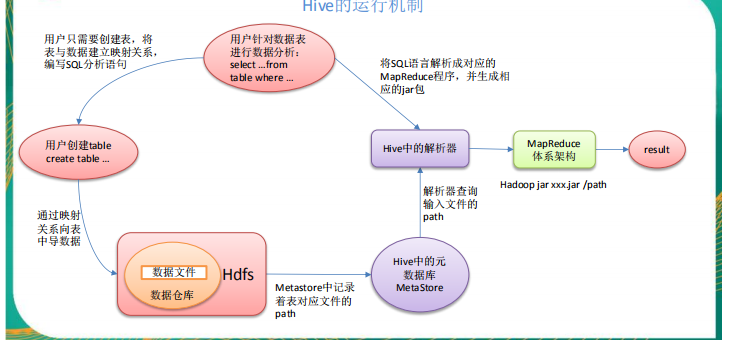 Hive的运行机制
用户只需要创建表，将
表与数据建立映射关系，
编写SQL分析语句
用户针对数据表
进行数据分析：
select ...from
table where ...
将SQL语言解析成对应的
MapReduce程序，并生成相
应的jar包
用户创建table
create table ...
Hive中的解析器
MapReduce
体系架构
result
Hadoop jar xxx.jar /path
通过映射
关系向表
中导数据
解析器查询
输入文件的
path
数据文件
数据仓库
Hdfs
Metastore中记录
着表对应文件的
path
Hive中的元
数据库
MetaStore